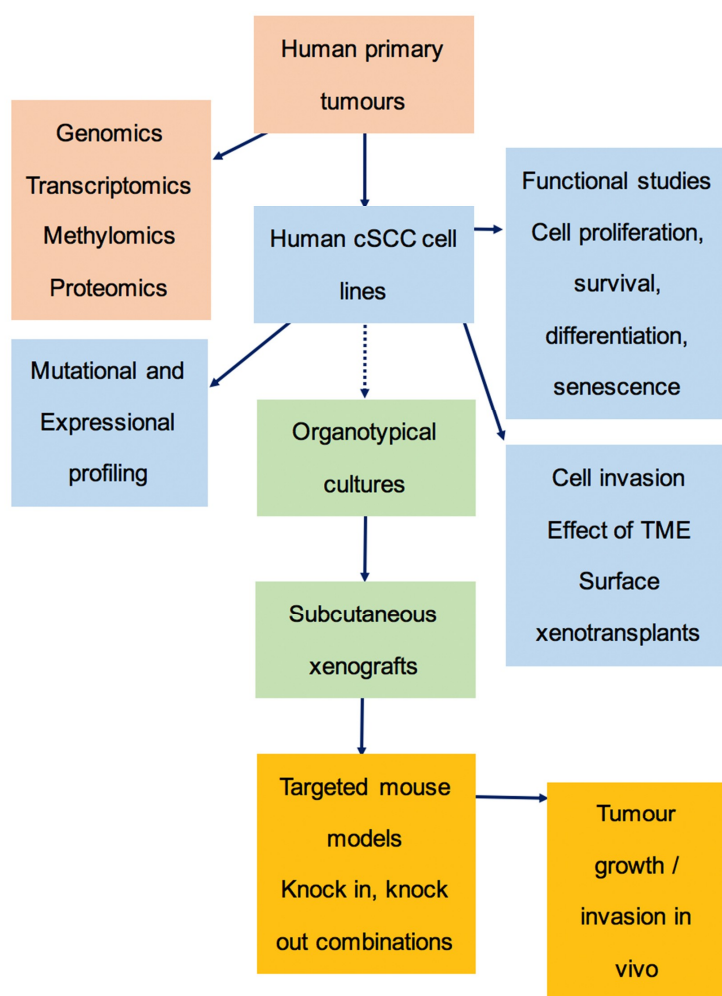 Human primary
tumours
Genomics
Transcriptomics
Methylomics
Proteomics
Human cSCC cell
lines
Functional studies
Cell proliferation,
survival,
differentiation,
senescence
Mutational and
Expressional
profiling
Organotypical
cultures
Cell invasion
Effect of TME
Surface
xenotransplants
Subcutaneous
xenografts
Targeted mouse
models
Knock in, knock
out combinations
Tumour
growth /
invasion in
vivo